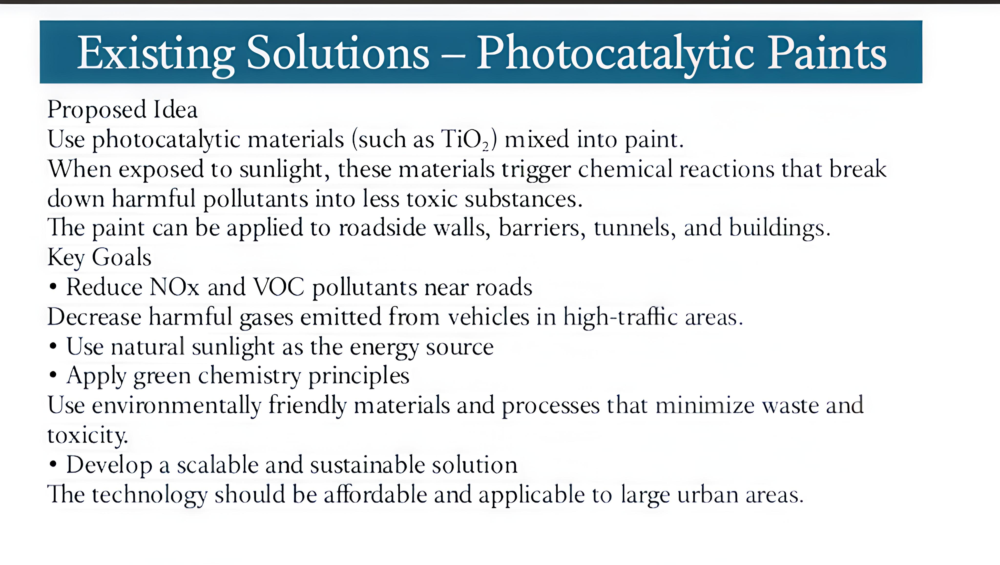 Existing Solutions – Photocatalytic Paints
Proposed Idea
Use photocatalytic materials (such as TiO₂) mixed into paint.
When exposed to sunlight, these materials trigger chemical reactions that break
down harmful pollutants into less toxic substances.
The paint can be applied to roadside walls, barriers, tunnels, and buildings.
Key Goals
• Reduce NOx and VOC pollutants near roads
Decrease harmful gases emitted from vehicles in high-traffic areas.
• Use natural sunlight as the energy source
• Apply green chemistry principles
Use environmentally friendly materials and processes that minimize waste and
toxicity.
• Develop a scalable and sustainable solution
The technology should be affordable and applicable to large urban areas.